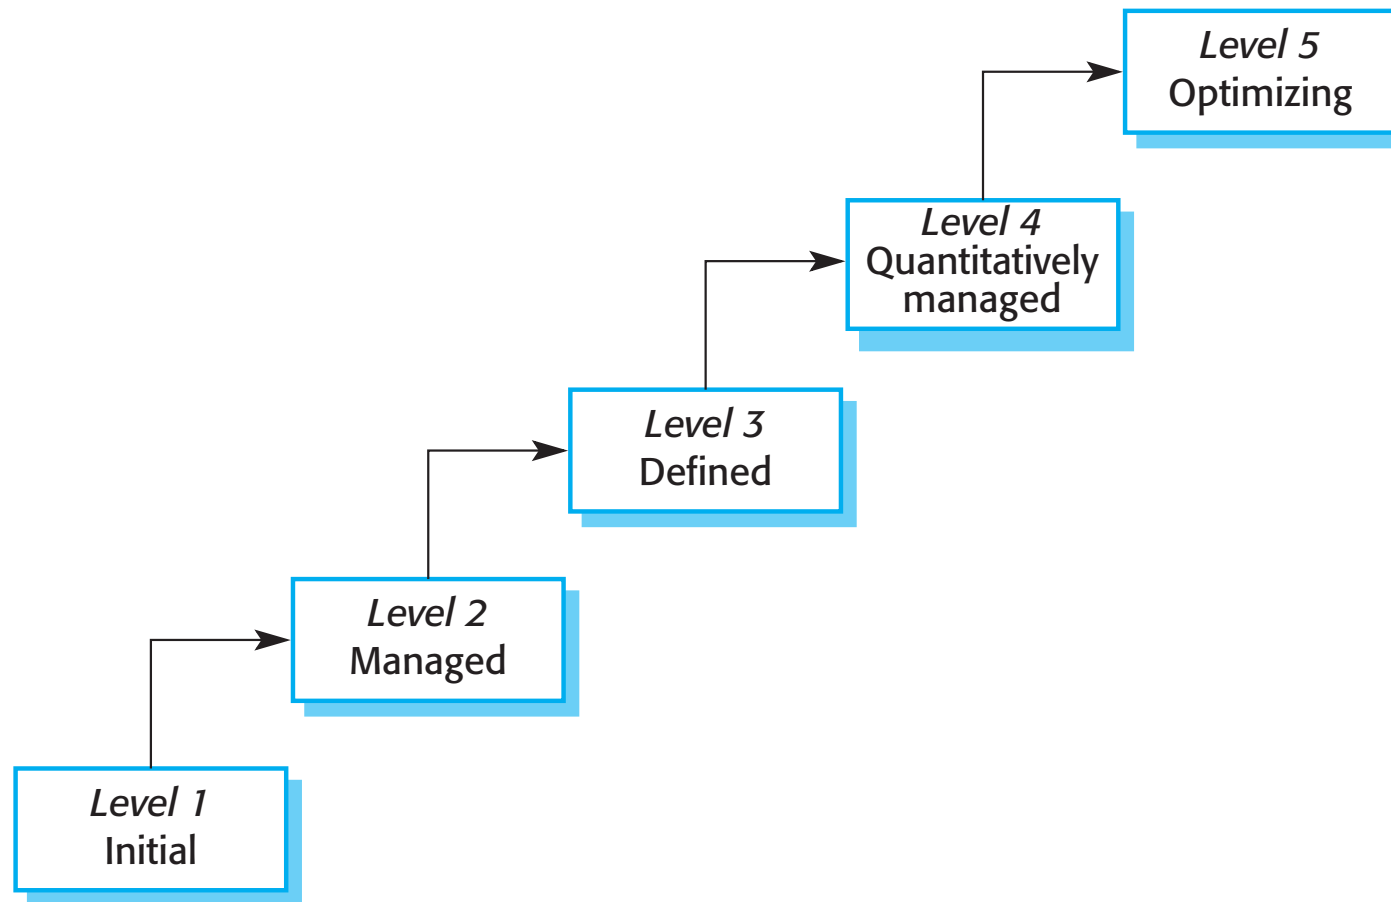 Level 5
Optimizing
Level 4
Quantitatively
managed
Level 3
Defined
Level 2
Managed
Level 1
Initial